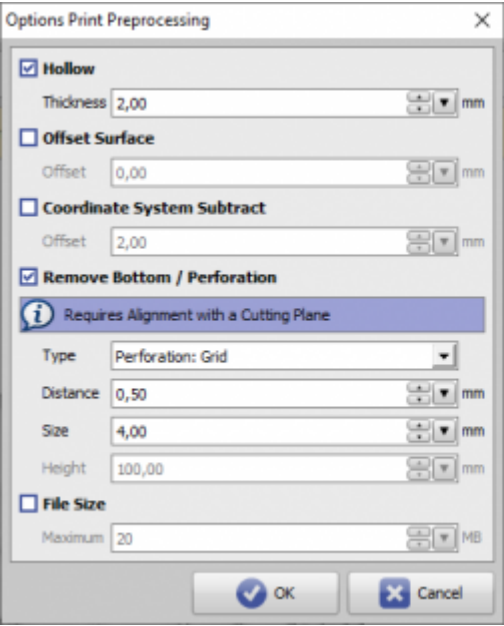 Options Print Preprocessing
Hollow
Thickness 2,00 mm
Offset Surface
Offset 0,00 mm
Coordinate System Subtract
Offset 2,00 mm
Remove Bottom / Perforation
Requires Alignment with a Cutting Plane
Type Perforation: Grid
Distance 0,50 mm
Size 4,00 mm
Height 100,00 mm
File Size
Maximum 20 MB
OK Cancel